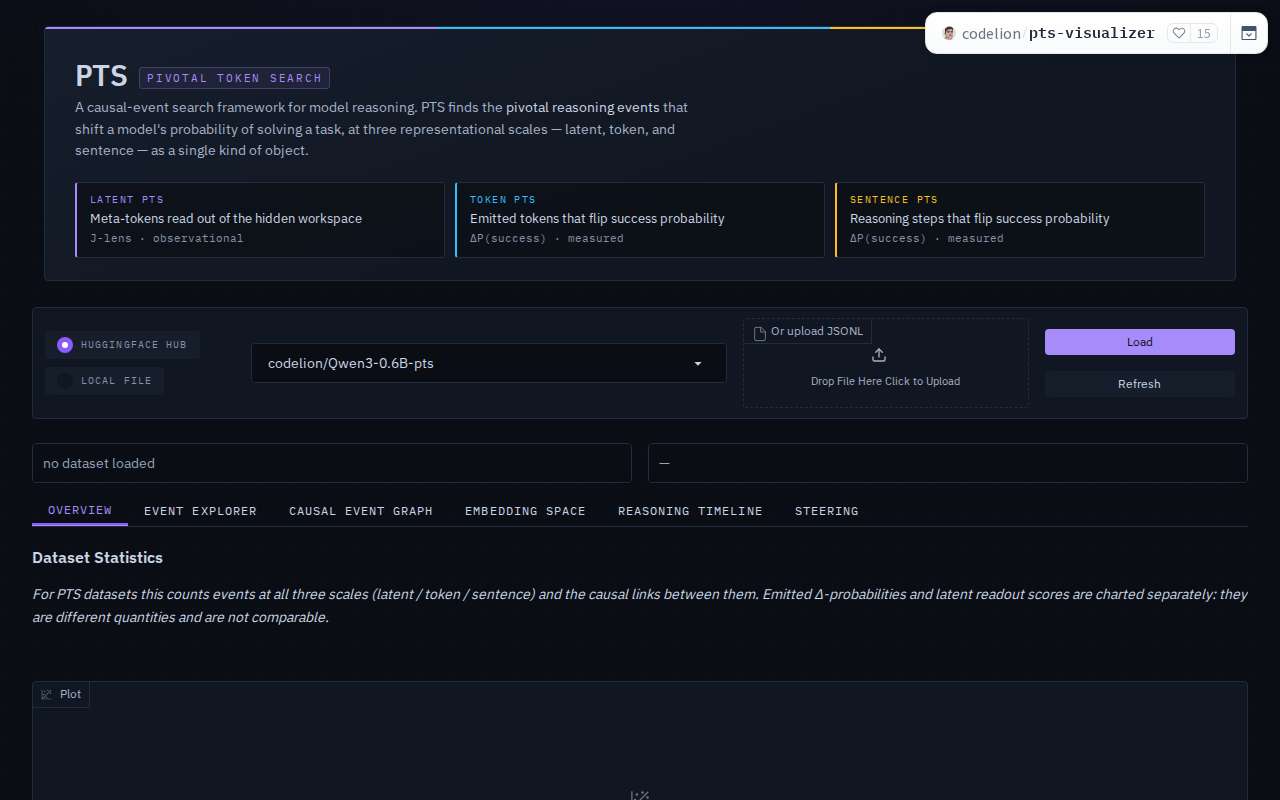 codelion/pts-visualizer 15
PTS PIVOTAL TOKEN SEARCH
A causal-event search framework for model reasoning. PTS finds the pivotal reasoning events that
shift a model's probability of solving a task, at three representational scales — latent, token, and
sentence — as a single kind of object.
LATENT PTS
Meta-tokens read out of the hidden workspace
J-lens · observational
TOKEN PTS
Emitted tokens that flip success probability
ΔP(success) · measured
SENTENCE PTS
Reasoning steps that flip success probability
ΔP(success) · measured
HUGGINGFACE HUB
LOCAL FILE
codelion/Qwen3-0.6B-pts
Or upload JSONL
Drop File Here Click to Upload
Load
Refresh
no dataset loaded
—
OVERVIEW EVENT EXPLORER CAUSAL EVENT GRAPH EMBEDDING SPACE REASONING TIMELINE STEERING
Dataset Statistics
For PTS datasets this counts events at all three scales (latent / token / sentence) and the causal links between them. Emitted Δ-probabilities and latent readout scores are charted separately: they
are different quantities and are not comparable.
Plot